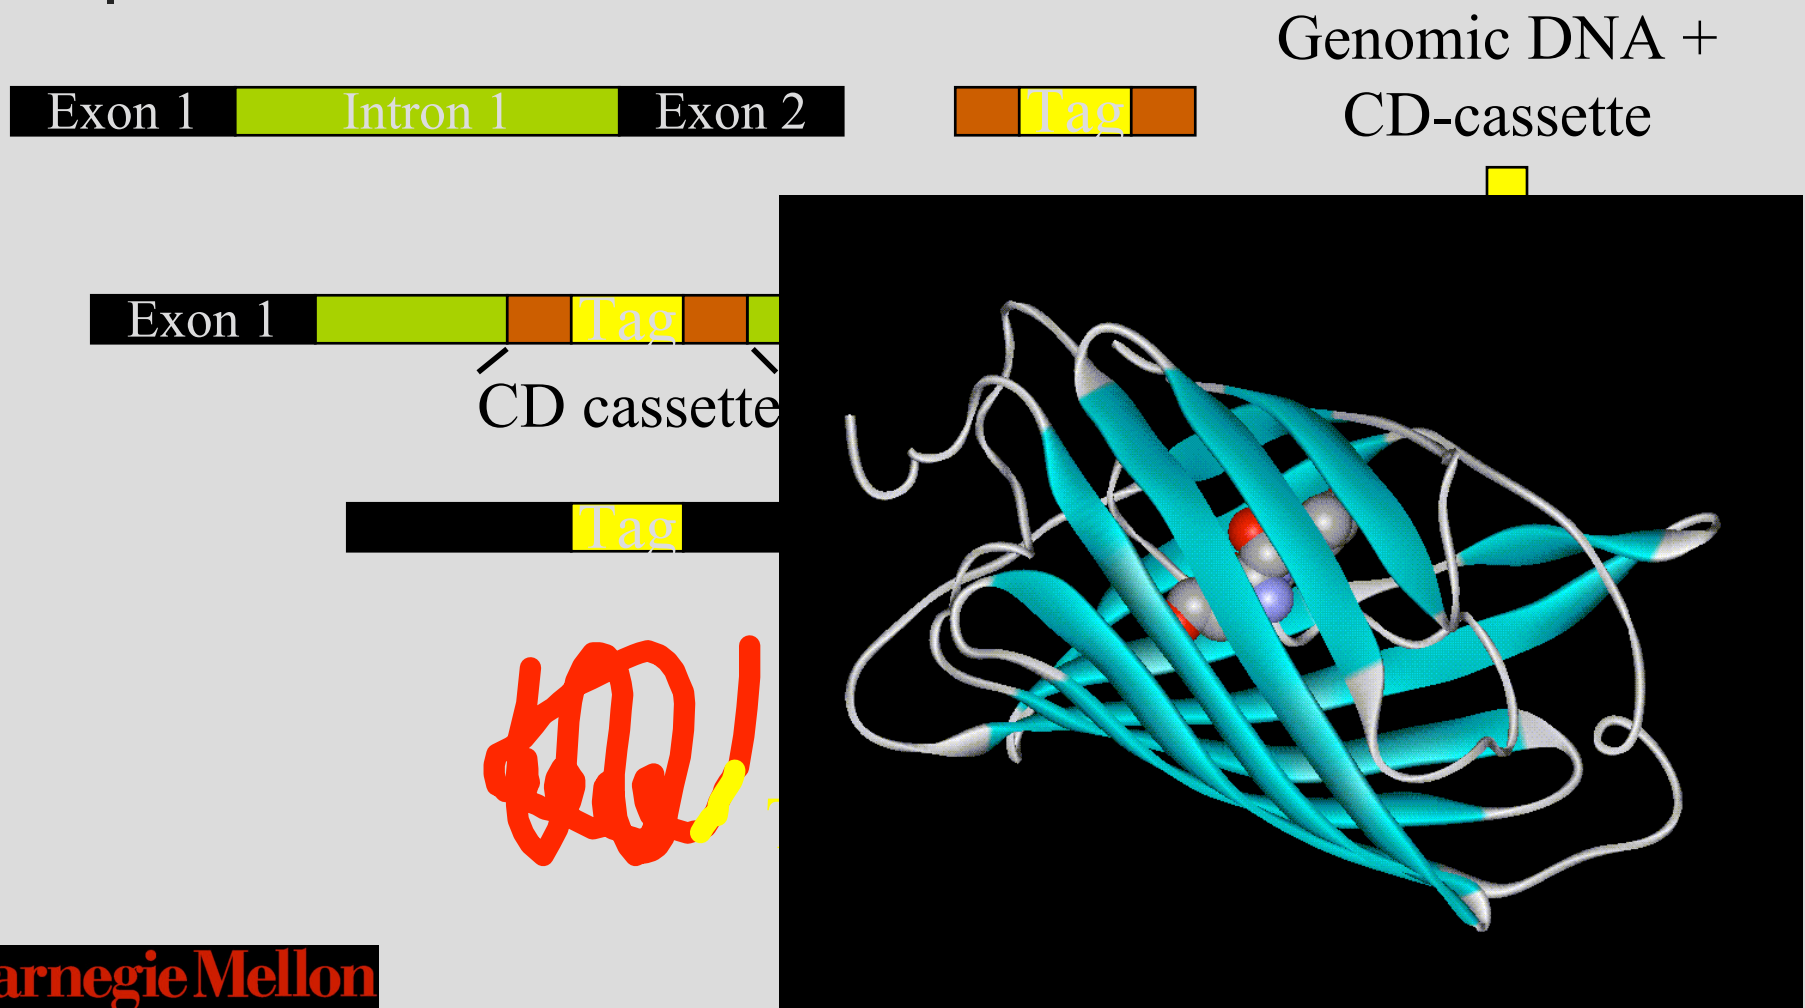 Genomic DNA +
CD-cassette
Exon 1 Intron 1 Exon 2 Tag
Exon 1 Tag
CD cassette
Tag
arnegie Mellon